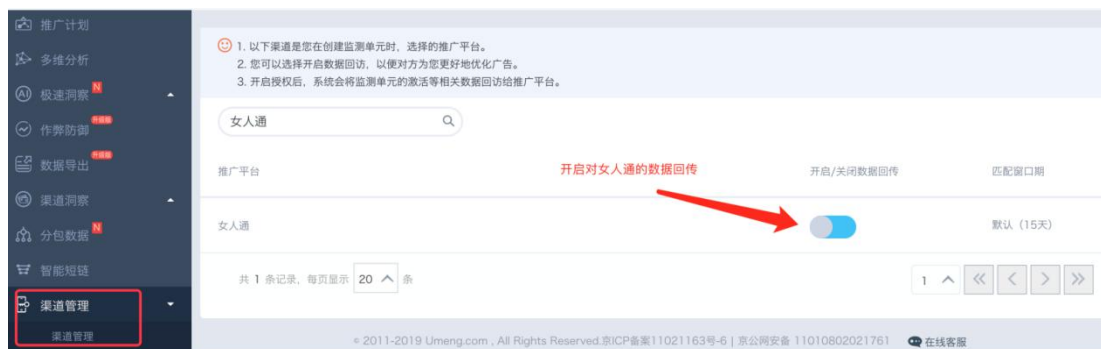 推广计划
多维分析
极速洞察 N
作弊防御 升级版
数据导出 升级版
渠道洞察
分包数据 N
智能短链
渠道管理
渠道管理
1. 以下渠道是您在创建监测单元时，选择的推广平台。
2. 您可以选择开启数据回访，以便对方为您更好地优化广告。
3. 开启授权后，系统会将监测单元的激活等相关数据回访给推广平台。
女人通
推广平台 开启对女人通的数据回传 开启/关闭数据回传 匹配窗口期
女人通 默认（15天）
共 1 条记录，每页显示 20 条 1
© 2011-2019 Umeng.com , All Rights Reserved.京ICP备案11021163号-6 | 京公网安备 11010802021761 在线客服